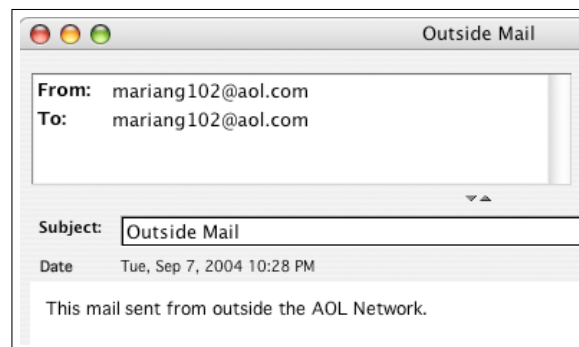 Outside Mail
From: mariang102@aol.com
To: mariang102@aol.com
Subject: Outside Mail
Date Tue, Sep 7, 2004 10:28 PM
This mail sent from outside the AOL Network.